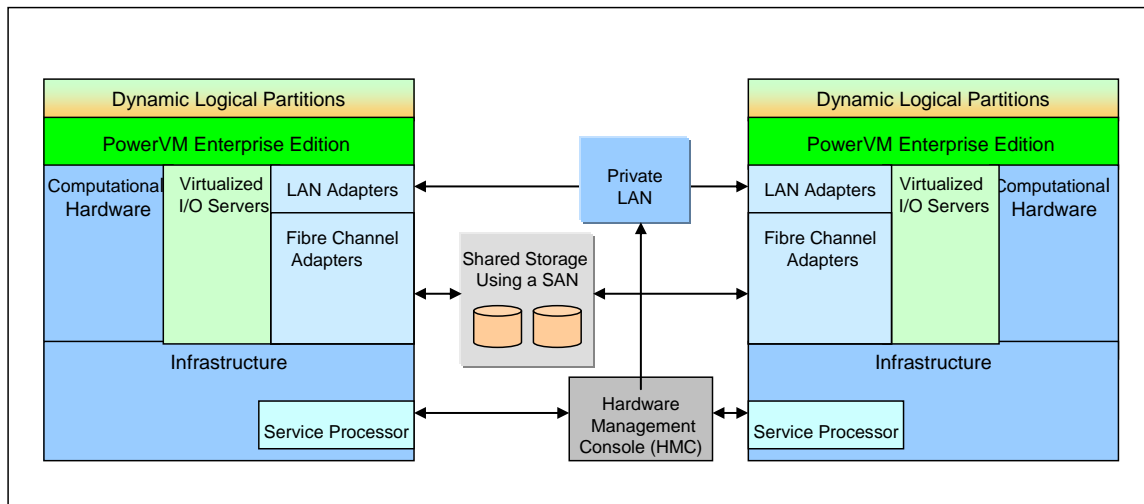 Dynamic Logical Partitions
PowerVM Enterprise Edition
Computational
Hardware
Virtualized
I/O Servers
LAN Adapters
Fibre Channel
Adapters
Infrastructure
Service Processor
Private
LAN
Shared Storage
Using a SAN
Hardware
Management
Console (HMC)
Dynamic Logical Partitions
PowerVM Enterprise Edition
LAN Adapters
Fibre Channel
Adapters
Virtualized
I/O Servers
Computational
Hardware
Infrastructure
Service Processor